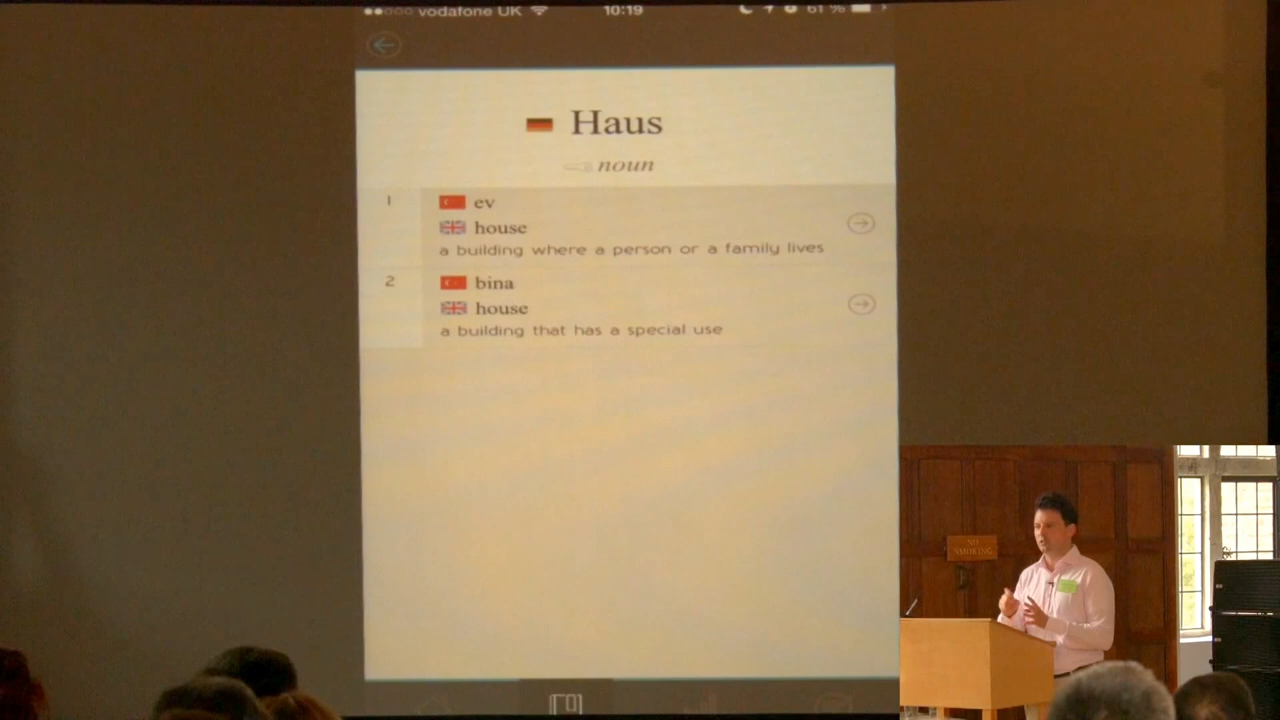 vodafone UK 10:19 61 %
Haus
noun
1
ev
house
a building where a person or a family lives
2
bina
house
a building that has a special use
NO
SMOKING